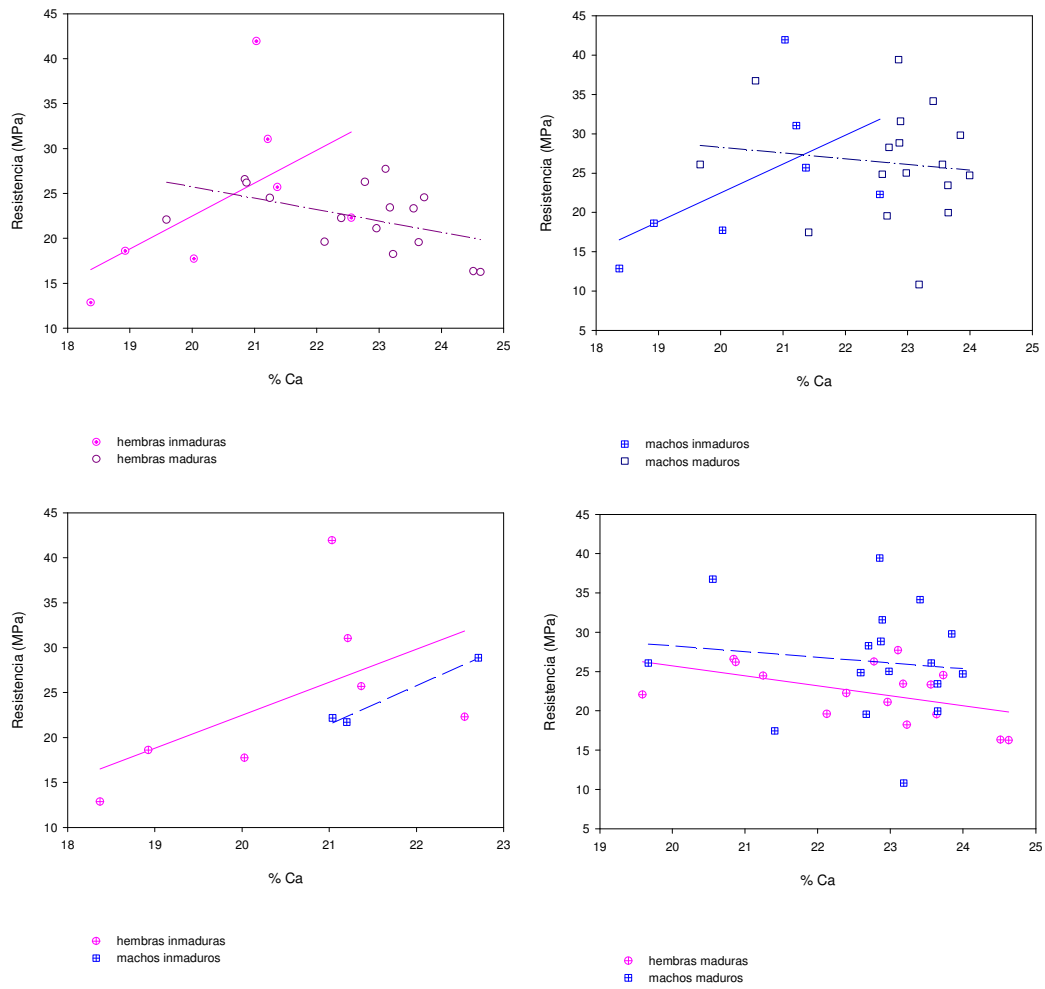 45
40
35
30
25
20
15
10
Resistencia (MPa)
18 19 20 21 22 23 24 25
% Ca
hembras inmaduras
hembras maduras
45
40
35
30
25
20
15
10
5
Resistencia (MPa)
18 19 20 21 22 23 24 25
% Ca
machos inmaduros
machos maduros
45
40
35
30
25
20
15
10
Resistencia (MPa)
18 19 20 21 22 23
% Ca
hembras inmaduras
machos inmaduros
45
40
35
30
25
20
15
10
5
Resistencia (MPa)
19 20 21 22 23 24 25
% Ca
hembras maduras
machos maduros